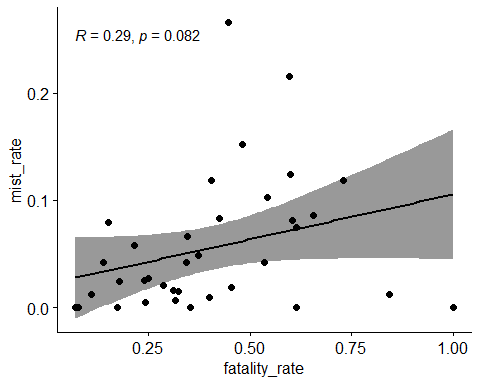 R = 0.29, p = 0.082
0.2
0.1
0.0
mist_rate
0.25 0.50 0.75 1.00
fatality_rate